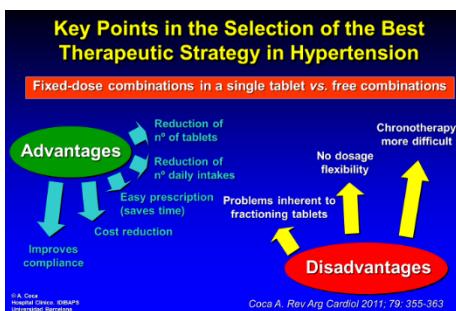 Key Points in the Selection of the Best
Therapeutic Strategy in Hypertension
Fixed-dose combinations in a single tablet vs. free combinations
Advantages
Reduction of
nº of tablets
Reduction of
nº daily intakes
Easy prescription
(saves time)
Cost reduction
Improves
compliance
Chronotherapy
more difficult
No dosage
flexibility
Problems inherent to
fractioning tablets
Disadvantages
© A. Coca
Hospital Clínico. IDIBAPS
Universidad Barcelona
Coca A. Rev Arg Cardiol 2011; 79: 355-363